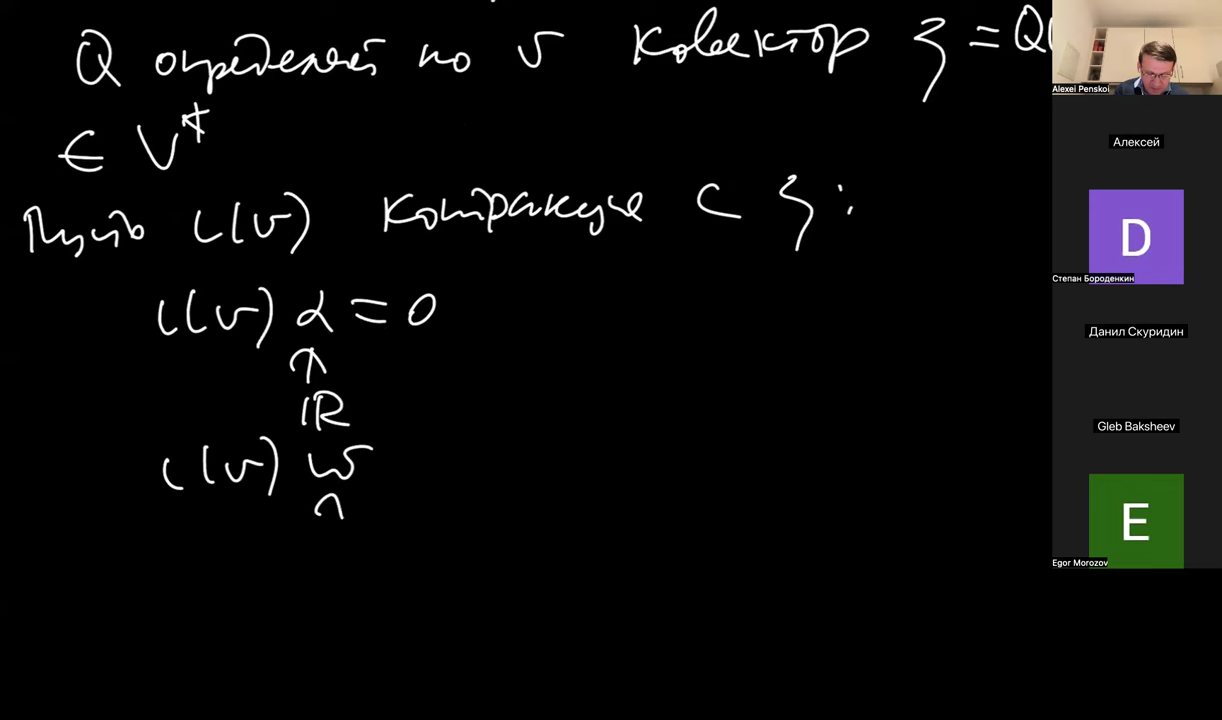 Q определяет по v ковектор ξ = Q(
∈ V*
Пусть ι(v) контракция с ξ:
ι(v) α = 0
↑
ℝ
ι(v) w
↑
Alexei Penskoi
Алексей
D
Степан Бороденкин
Данил Скуридин
Gleb Baksheev
E
Egor Morozov